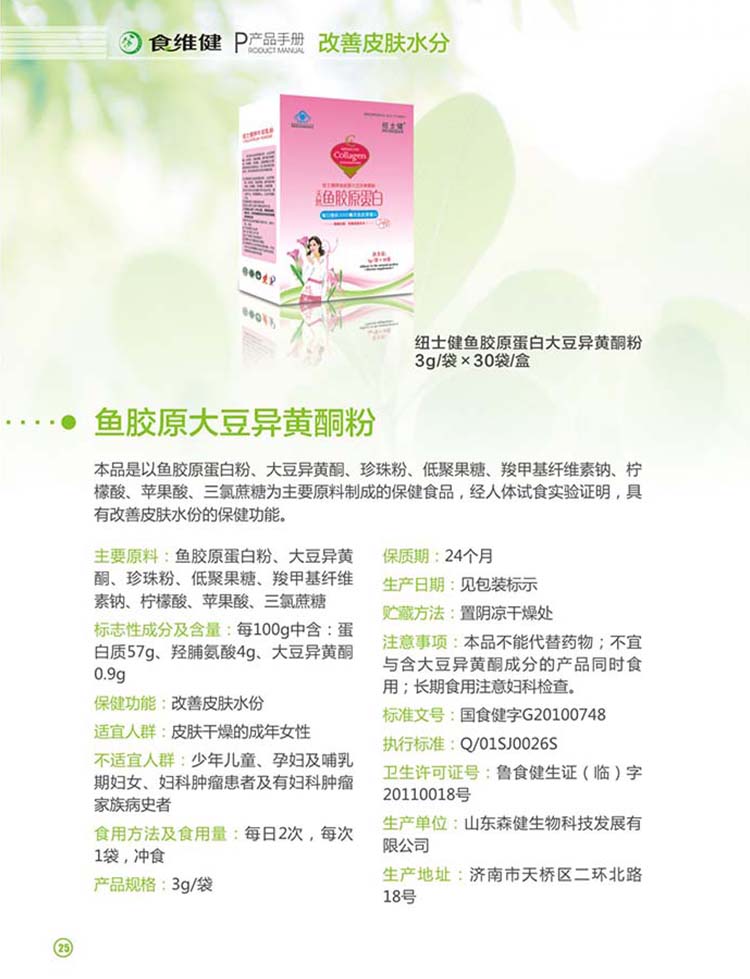 食维健 P产品手册 改善皮肤水分
RODUCT MANUAL
纽士健
Collagen
天然鱼胶原蛋白
纽士健鱼胶原蛋白大豆异黄酮粉
3g/袋×30袋/盒
鱼胶原大豆异黄酮粉
本品是以鱼胶原蛋白粉、大豆异黄酮、珍珠粉、低聚果糖、羧甲基纤维素钠、柠
檬酸、苹果酸、三氯蔗糖为主要原料制成的保健食品，经人体试食实验证明，具
有改善皮肤水份的保健功能。
主要原料：鱼胶原蛋白粉、大豆异黄
酮、珍珠粉、低聚果糖、羧甲基纤维
素钠、柠檬酸、苹果酸、三氯蔗糖
标志性成分及含量：每100g中含：蛋
白质57g、羟脯氨酸4g、大豆异黄酮
0.9g
保健功能：改善皮肤水份
适宜人群：皮肤干燥的成年女性
不适宜人群：少年儿童、孕妇及哺乳
期妇女、妇科肿瘤患者及有妇科肿瘤
家族病史者
食用方法及食用量：每日2次，每次
1袋，冲食
产品规格：3g/袋
保质期：24个月
生产日期：见包装标示
贮藏方法：置阴凉干燥处
注意事项：本品不能代替药物；不宜
与含大豆异黄酮成分的产品同时食
用；长期食用注意妇科检查。
标准文号：国食健字G20100748
执行标准：Q/01SJ0026S
卫生许可证号：鲁食健生证（临）字
20110018号
生产单位：山东森健生物科技发展有
限公司
生产地址：济南市天桥区二环北路
18号
25